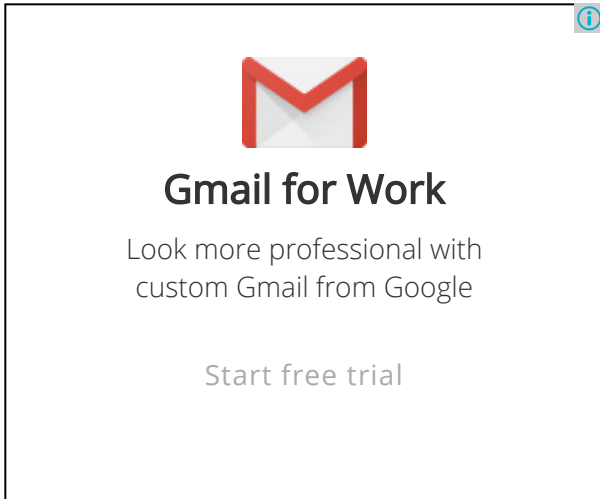 Gmail for Work
Look more professional with
custom Gmail from Google
Start free trial